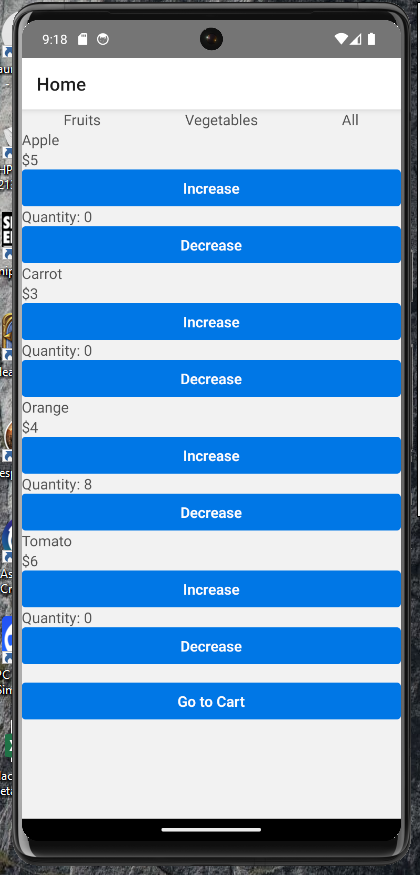 9:18
Home
Fruits Vegetables All
Apple
$5
Increase
Quantity: 0
Decrease
Carrot
$3
Increase
Quantity: 0
Decrease
Orange
$4
Increase
Quantity: 8
Decrease
Tomato
$6
Increase
Quantity: 0
Decrease
Go to Cart